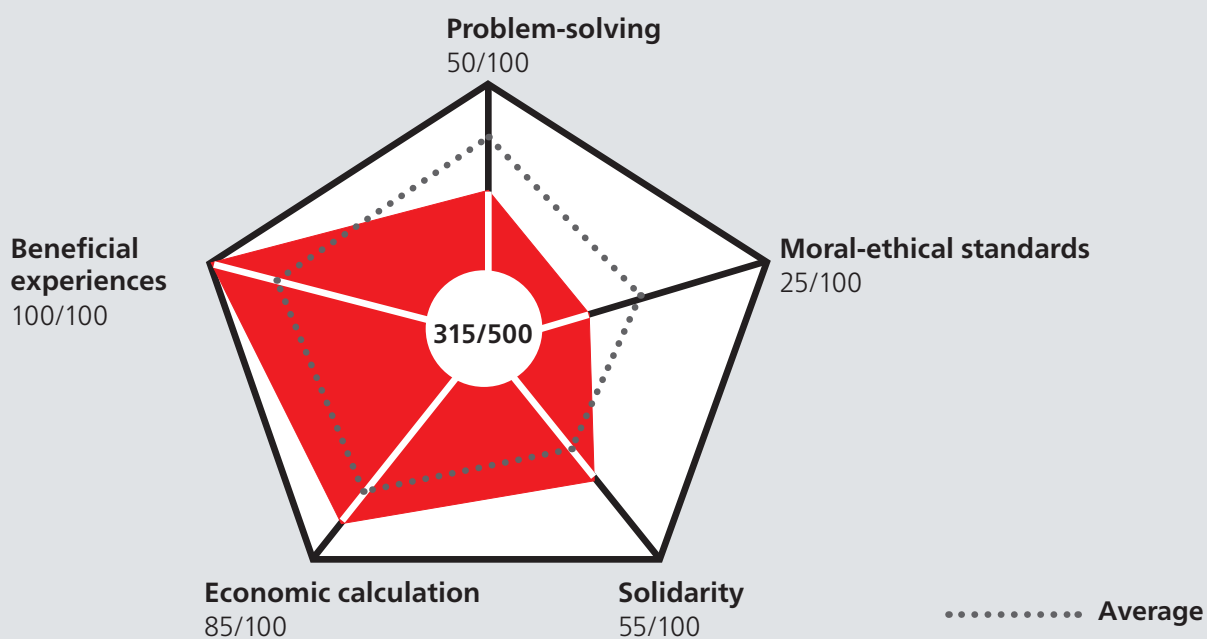 Problem-solving
50/100
Beneficial
experiences
100/100
Moral-ethical standards
25/100
315/500
Economic calculation
85/100
Solidarity
55/100
Average